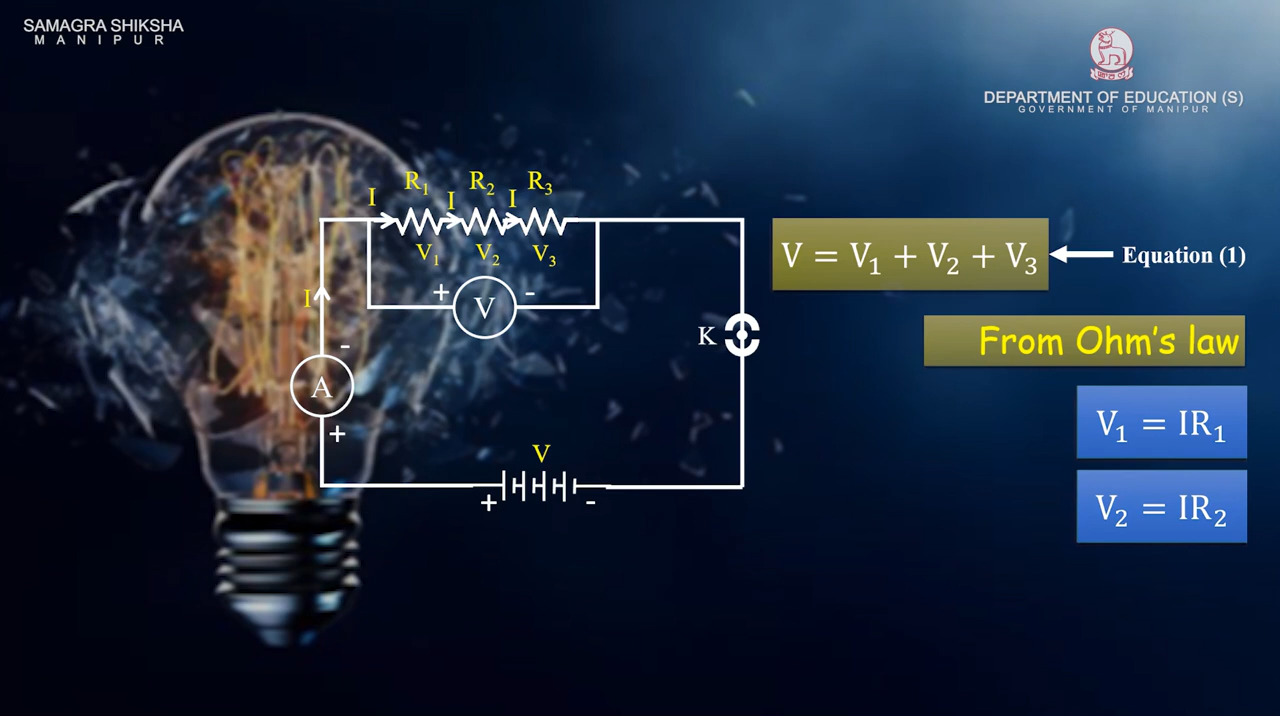 SAMAGRA SHIKSHA
MANIPUR
DEPARTMENT OF EDUCATION (S)
GOVERNMENT OF MANIPUR
R₁ R₂ R₃
I I I
V₁ V₂ V₃
+ V -
I
K
-
A
+
V
+ -
V = V₁ + V₂ + V₃
Equation (1)
From Ohm's law
V₁ = IR₁
V₂ = IR₂